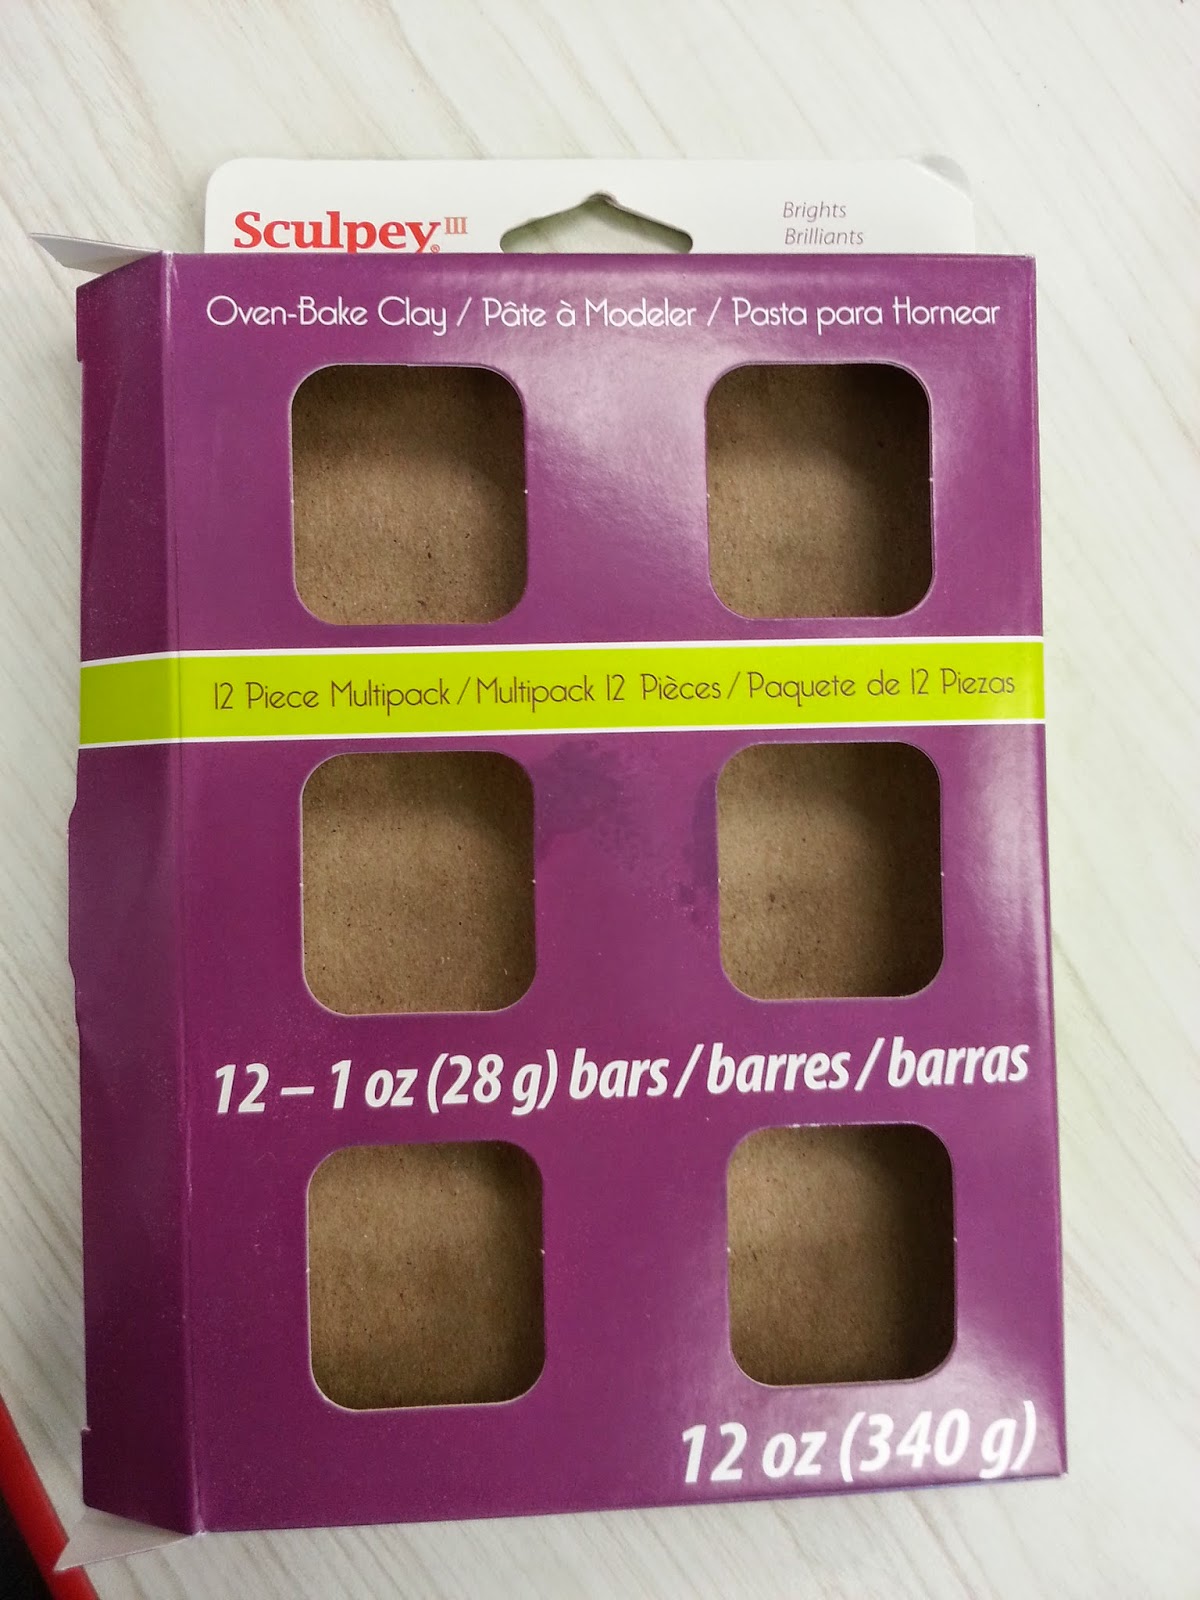 Sculpey® III
Brights
Brilliants
Oven-Bake Clay / Pâte à Modeler / Pasta para Hornear
12 Piece Multipack / Multipack 12 Pièces / Paquete de 12 Piezas
12 – 1 oz (28 g) bars / barres / barras
12 oz (340 g)